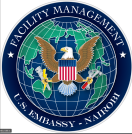 FACILITY MANAGEMENT
U.S. EMBASSY - NAIROBI